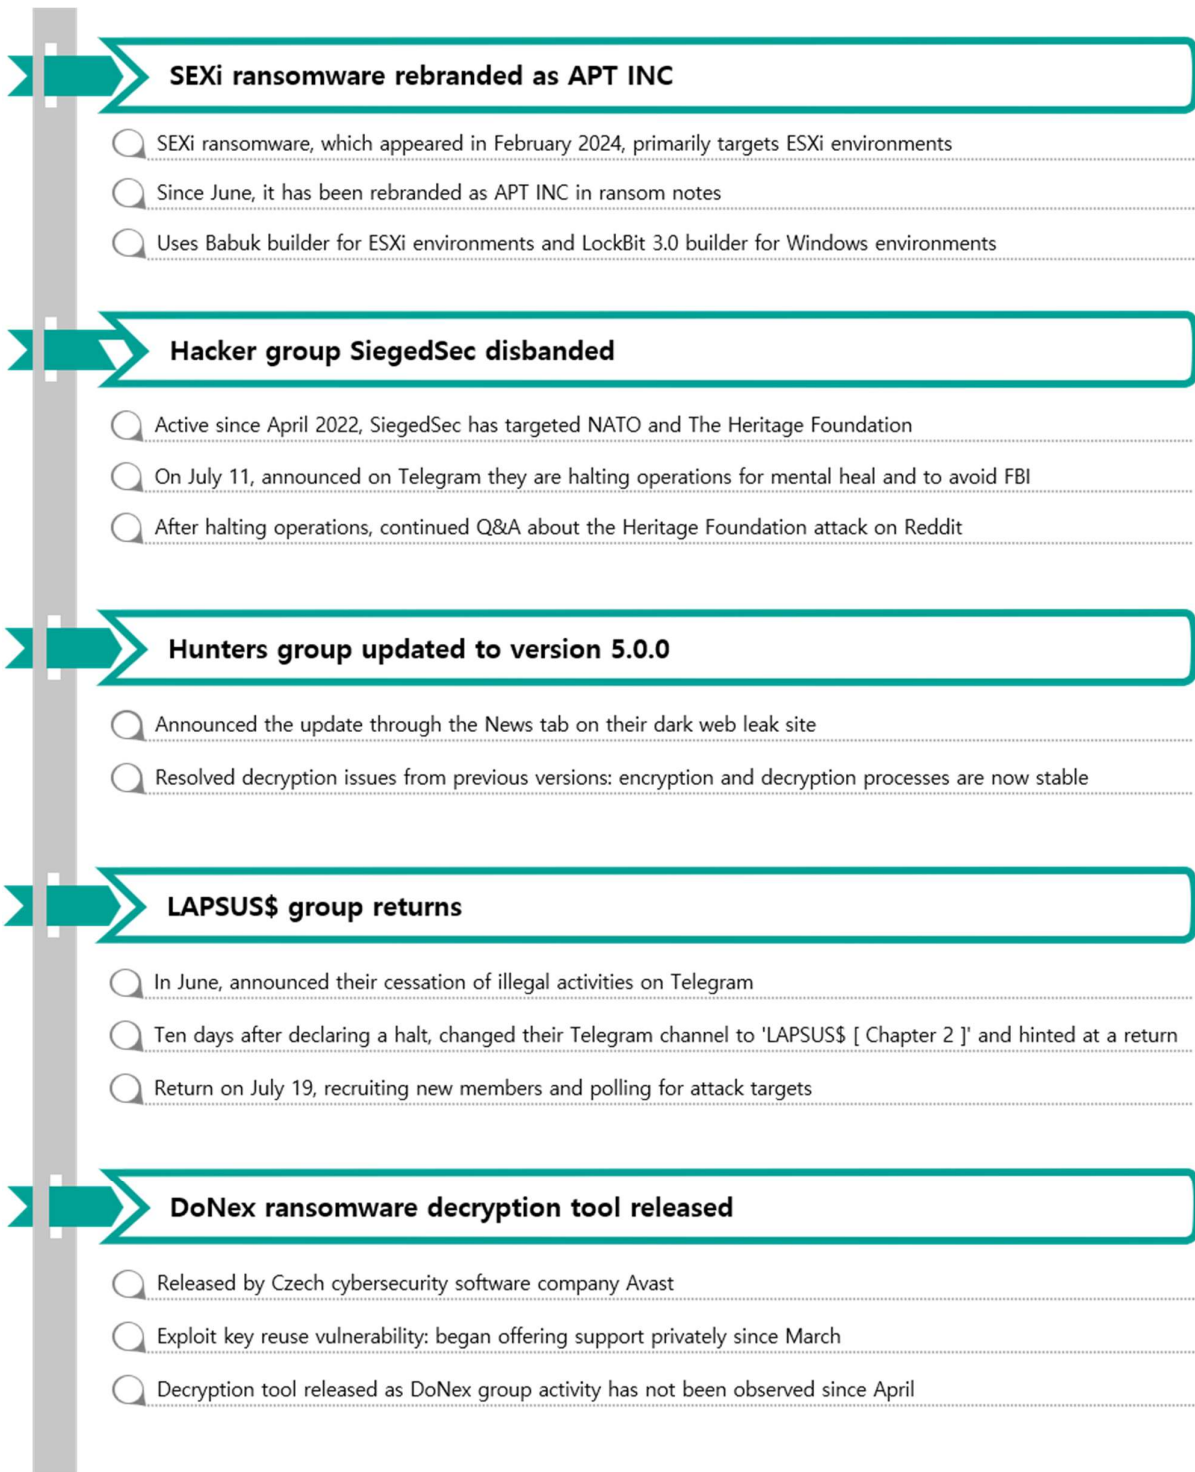 SEXi ransomware rebranded as APT INC
SEXi ransomware, which appeared in February 2024, primarily targets ESXi environments
Since June, it has been rebranded as APT INC in ransom notes
Uses Babuk builder for ESXi environments and LockBit 3.0 builder for Windows environments
Hacker group SiegedSec disbanded
Active since April 2022, SiegedSec has targeted NATO and The Heritage Foundation
On July 11, announced on Telegram they are halting operations for mental heal and to avoid FBI
After halting operations, continued Q&A about the Heritage Foundation attack on Reddit
Hunters group updated to version 5.0.0
Announced the update through the News tab on their dark web leak site
Resolved decryption issues from previous versions: encryption and decryption processes are now stable
LAPSUS$ group returns
In June, announced their cessation of illegal activities on Telegram
Ten days after declaring a halt, changed their Telegram channel to 'LAPSUS$ [ Chapter 2 ]' and hinted at a return
Return on July 19, recruiting new members and polling for attack targets
DoNex ransomware decryption tool released
Released by Czech cybersecurity software company Avast
Exploit key reuse vulnerability: began offering support privately since March
Decryption tool released as DoNex group activity has not been observed since April